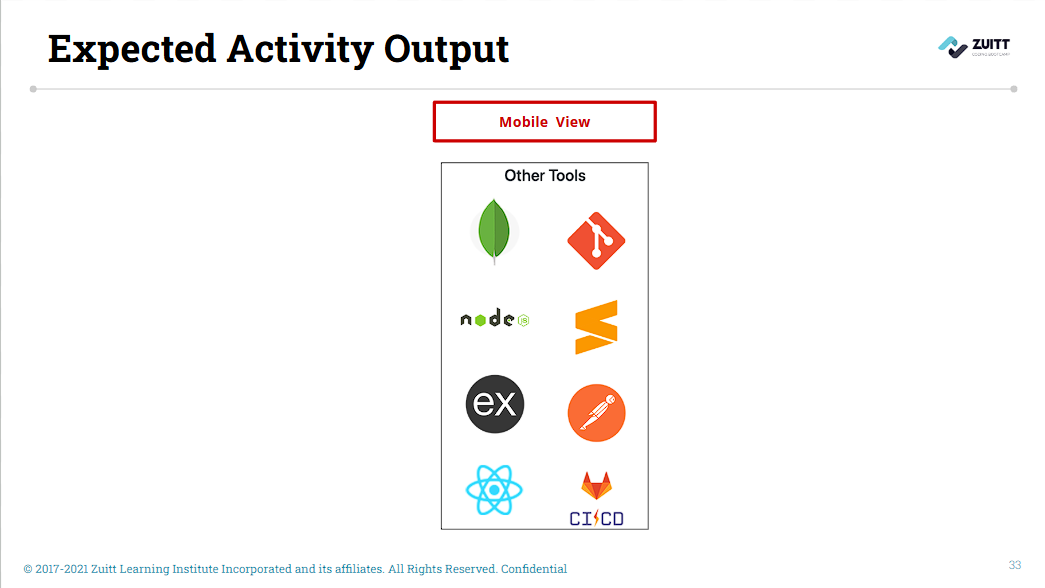 Expected Activity Output
ZUITT
Mobile View
Other Tools
node JS
ex
CI/CD
© 2017-2021 Zuitt Learning Institute Incorporated and its affiliates. All Rights Reserved. Confidential
33